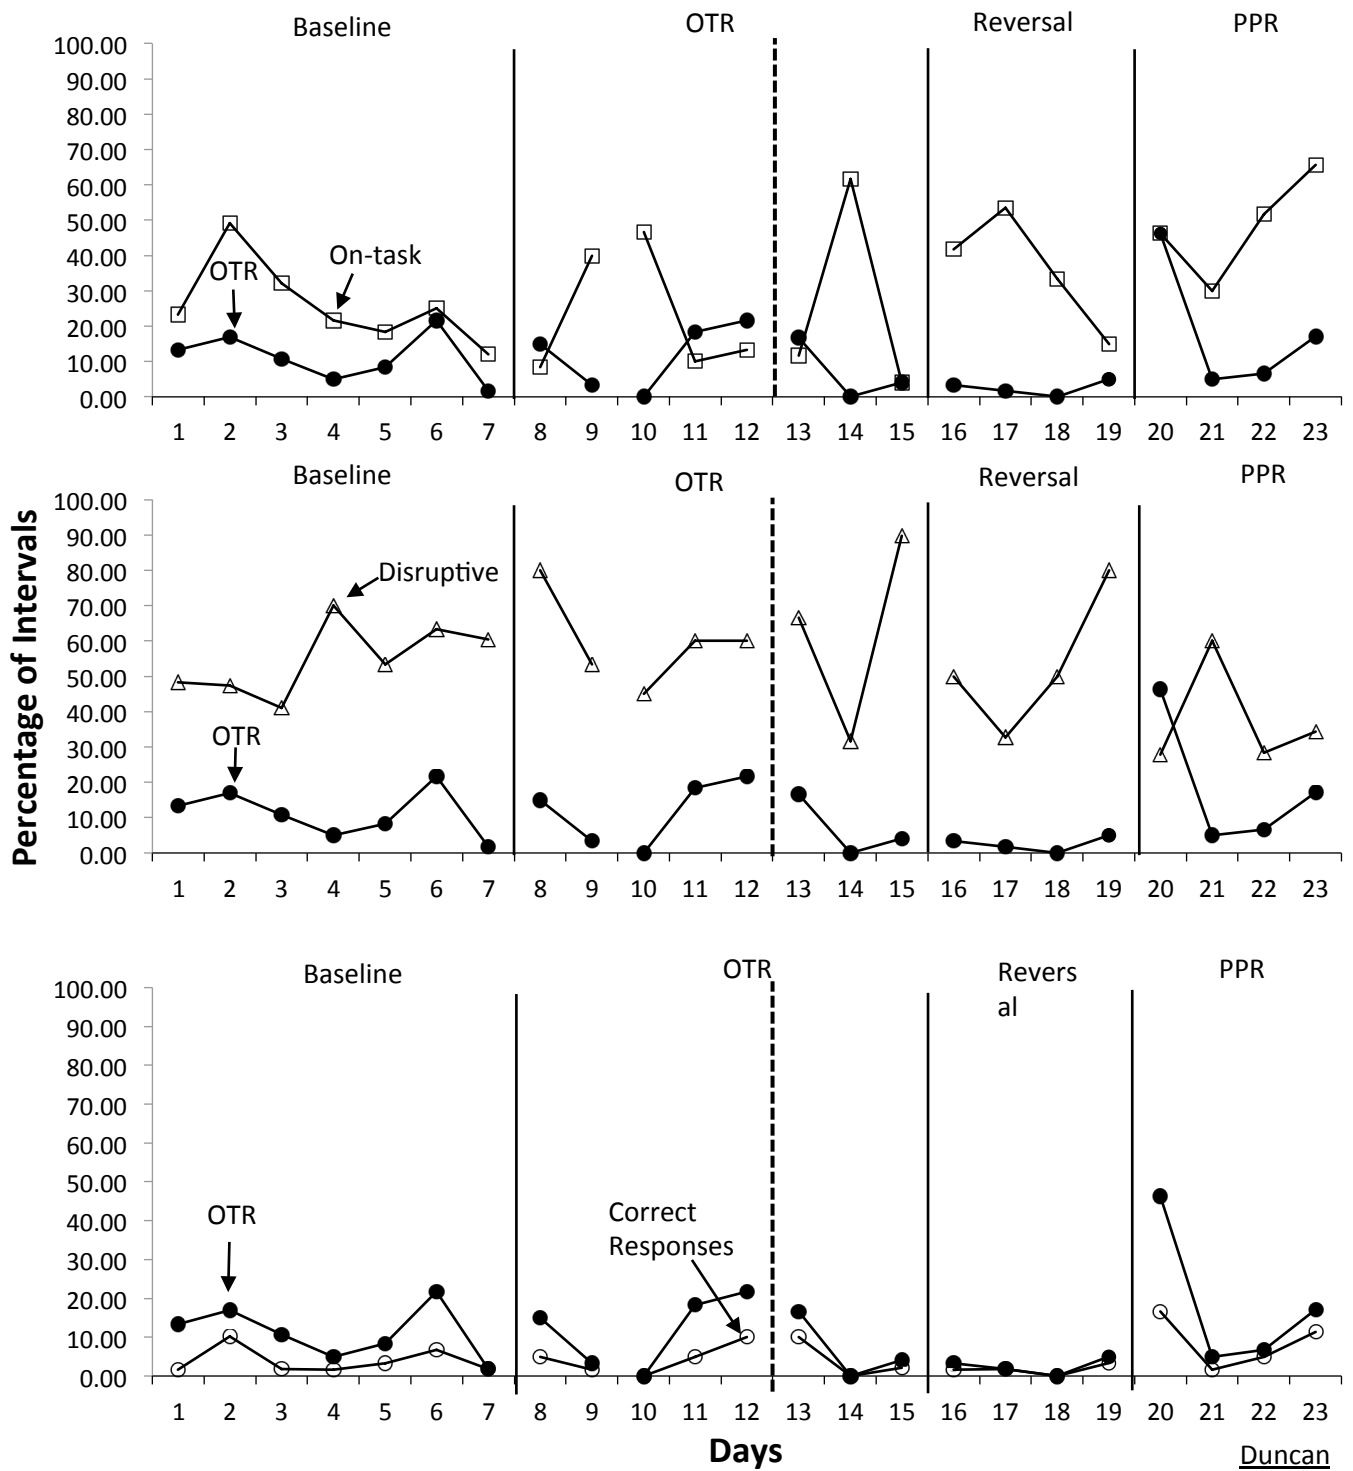 Baseline OTR Reversal PPR
100.00
90.00
80.00
70.00
60.00
50.00
40.00
30.00
20.00
10.00
0.00
OTR
On-task
1 2 3 4 5 6 7 8 9 10 11 12 13 14 15 16 17 18 19 20 21 22 23
Baseline OTR Reversal PPR
100.00
90.00
80.00
70.00
60.00
50.00
40.00
30.00
20.00
10.00
0.00
Disruptive
OTR
1 2 3 4 5 6 7 8 9 10 11 12 13 14 15 16 17 18 19 20 21 22 23
Percentage of Intervals
Baseline OTR Revers PPR
al
100.00
90.00
80.00
70.00
60.00
50.00
40.00
30.00
20.00
10.00
0.00
OTR
Correct
Responses
1 2 3 4 5 6 7 8 9 10 11 12 13 14 15 16 17 18 19 20 21 22 23
Days
Duncan